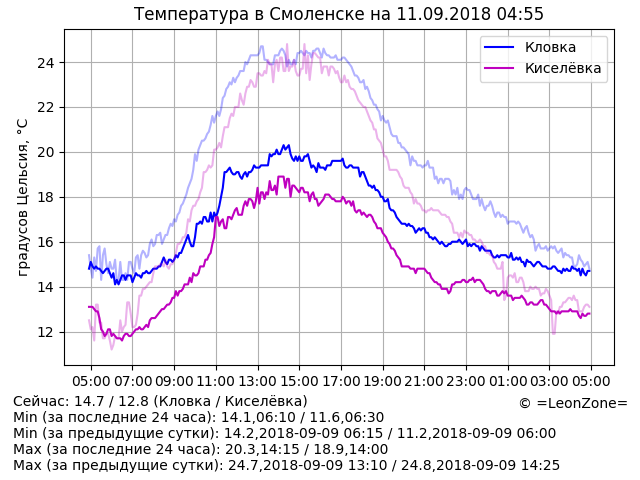 Температура в Смоленске на 11.09.2018 04:55
Кловка
Киселёвка
градусов Цельсия, °C
24
22
20
18
16
14
12
05:00 07:00 09:00 11:00 13:00 15:00 17:00 19:00 21:00 23:00 01:00 03:00 05:00
Сейчас: 14.7 / 12.8 (Кловка / Киселёвка)
© =LeonZone=
Min (за последние 24 часа): 14.1,06:10 / 11.6,06:30
Min (за предыдущие сутки): 14.2,2018-09-09 06:15 / 11.2,2018-09-09 06:00
Max (за последние 24 часа): 20.3,14:15 / 18.9,14:00
Max (за предыдущие сутки): 24.7,2018-09-09 13:10 / 24.8,2018-09-09 14:25